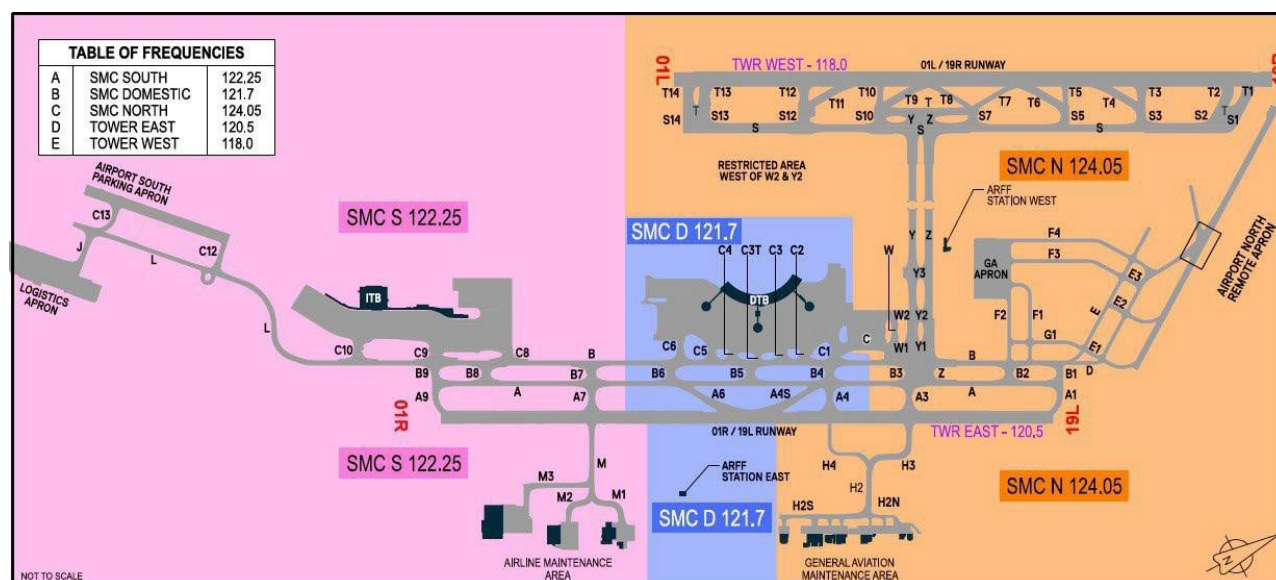 TABLE OF FREQUENCIES
A SMC SOUTH 122.25
B SMC DOMESTIC 121.7
C SMC NORTH 124.05
D TOWER EAST 120.5
E TOWER WEST 118.0
01L
TWR WEST - 118.0
01L / 19R RUNWAY
T14
T13
T12
T11
T10
T9
T
T8
T7
T6
T5
T4
T3
T2
T1
T
T
S14
S13
S12
S10
Y
Z
S7
S5
S3
S2
S1
S
S
S
RESTRICTED AREA
WEST OF W2 & Y2
SMC N 124.05
ARFF
STATION WEST
AIRPORT SOUTH
PARKING APRON
C13
C12
J
L
L
LOGISTICS
APRON
SMC S 122.25
ITB
SMC D 121.7
C4
C3T
C3
C2
DTB
W
Y
Z
Y3
W2
Y2
W1
Y1
C
GA
APRON
F4
F3
F2
F1
G1
E3
E2
E
E1
D
AIRPORT NORTH
REMOTE APRON
C10
C9
C8
B
C6
C5
C1
B
B9
B8
B7
B6
B5
B4
B3
Z
B2
B1
A9
A
A7
A6
A4S
A4
A3
A
A1
01R
01R / 19L RUNWAY
TWR EAST - 120.5
19L
SMC S 122.25
M
M3
M2
M1
AIRLINE MAINTENANCE
AREA
ARFF
STATION EAST
SMC D 121.7
H4
H3
H2
H2S
H2N
GENERAL AVIATION
MAINTENANCE AREA
SMC N 124.05
NOT TO SCALE